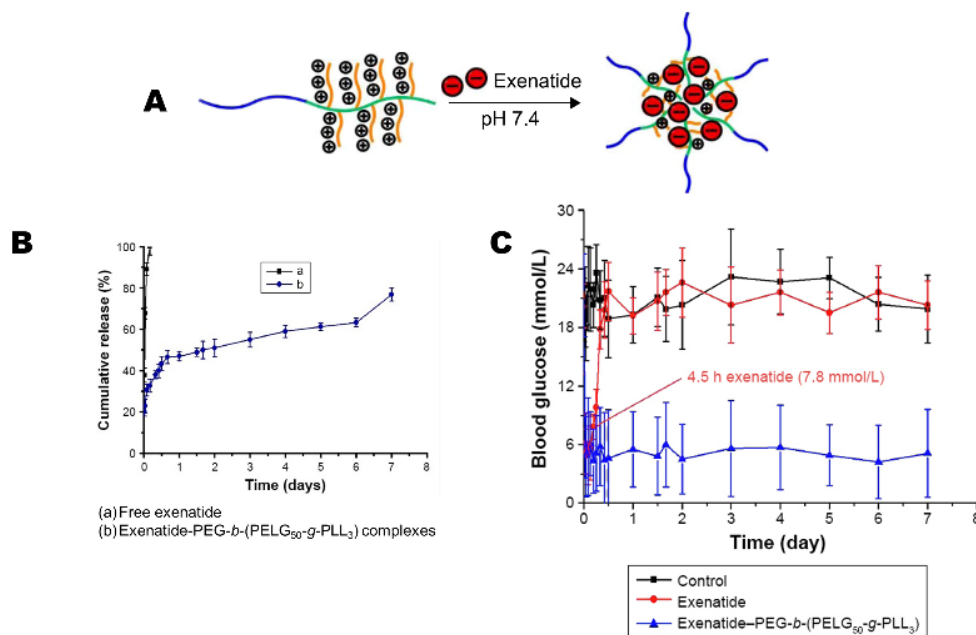 A
Exenatide
pH 7.4
B
100
80
60
40
20
0
Cumulative release (%)
a
b
0 1 2 3 4 5 6 7 8
Time (days)
(a) Free exenatide
(b) Exenatide-PEG-b-(PELG₅₀-g-PLL₃) complexes
C
30
24
18
12
6
0
Blood glucose (mmol/L)
4.5 h exenatide (7.8 mmol/L)
0 1 2 3 4 5 6 7 8
Time (day)
Control
Exenatide
Exenatide–PEG-b-(PELG₅₀-g-PLL₃)